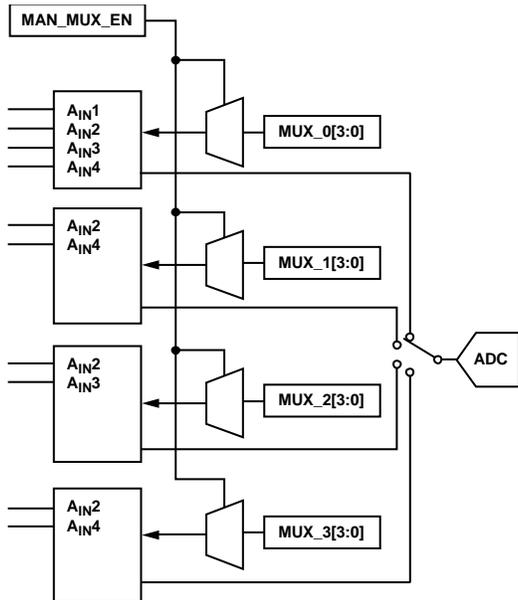 MAN_MUX_EN
AIN1
AIN2
AIN3
AIN4
MUX_0[3:0]
AIN2
AIN4
MUX_1[3:0]
ADC
AIN2
AIN3
MUX_2[3:0]
AIN2
AIN4
MUX_3[3:0]